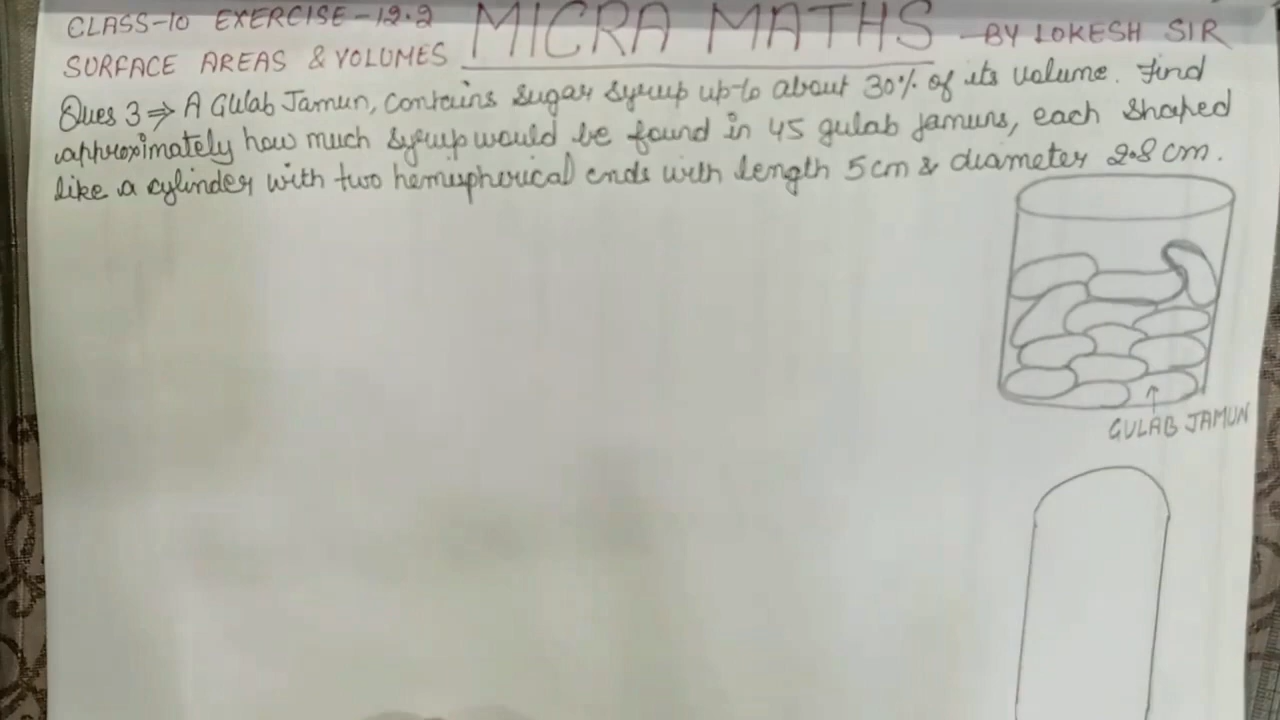 CLASS-10 EXERCISE-12.2 MICRA MATHS -BY LOKESH SIR
SURFACE AREAS & VOLUMES
Ques 3 ⇒ A Gulab Jamun, contains sugar syrup up-to about 30% of its volume. Find
approximately how much syrup would be found in 45 gulab jamuns, each shaped
like a cylinder with two hemispherical ends with length 5 cm & diameter 2.8 cm.
GULAB JAMUN